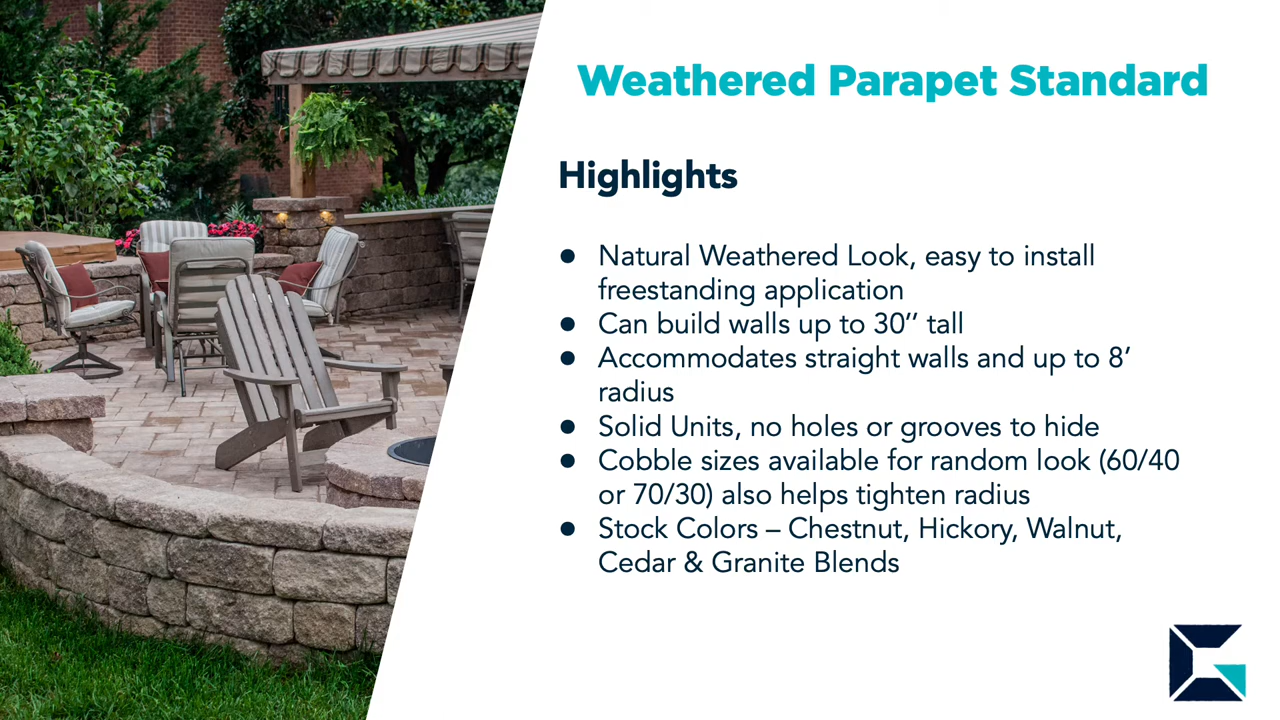 Weathered Parapet Standard
Highlights
● Natural Weathered Look, easy to install
freestanding application
● Can build walls up to 30’’ tall
● Accommodates straight walls and up to 8’
radius
● Solid Units, no holes or grooves to hide
● Cobble sizes available for random look (60/40
or 70/30) also helps tighten radius
● Stock Colors – Chestnut, Hickory, Walnut,
Cedar & Granite Blends